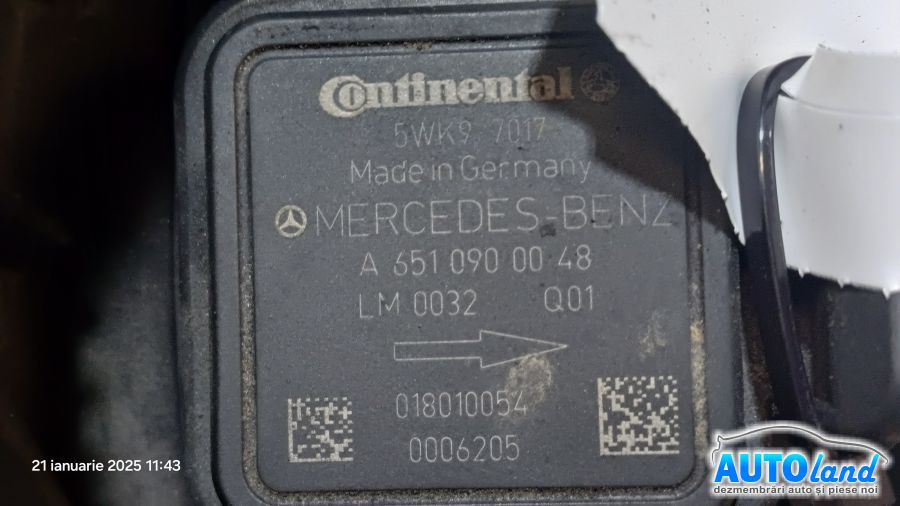 Continental
5WK9 7017
Made in Germany
MERCEDES-BENZ
A 651 090 00 48
LM 0032 Q01
018010054
0006205
21 ianuarie 2025 11:43
AUTOland
dezmembrări auto și piese noi